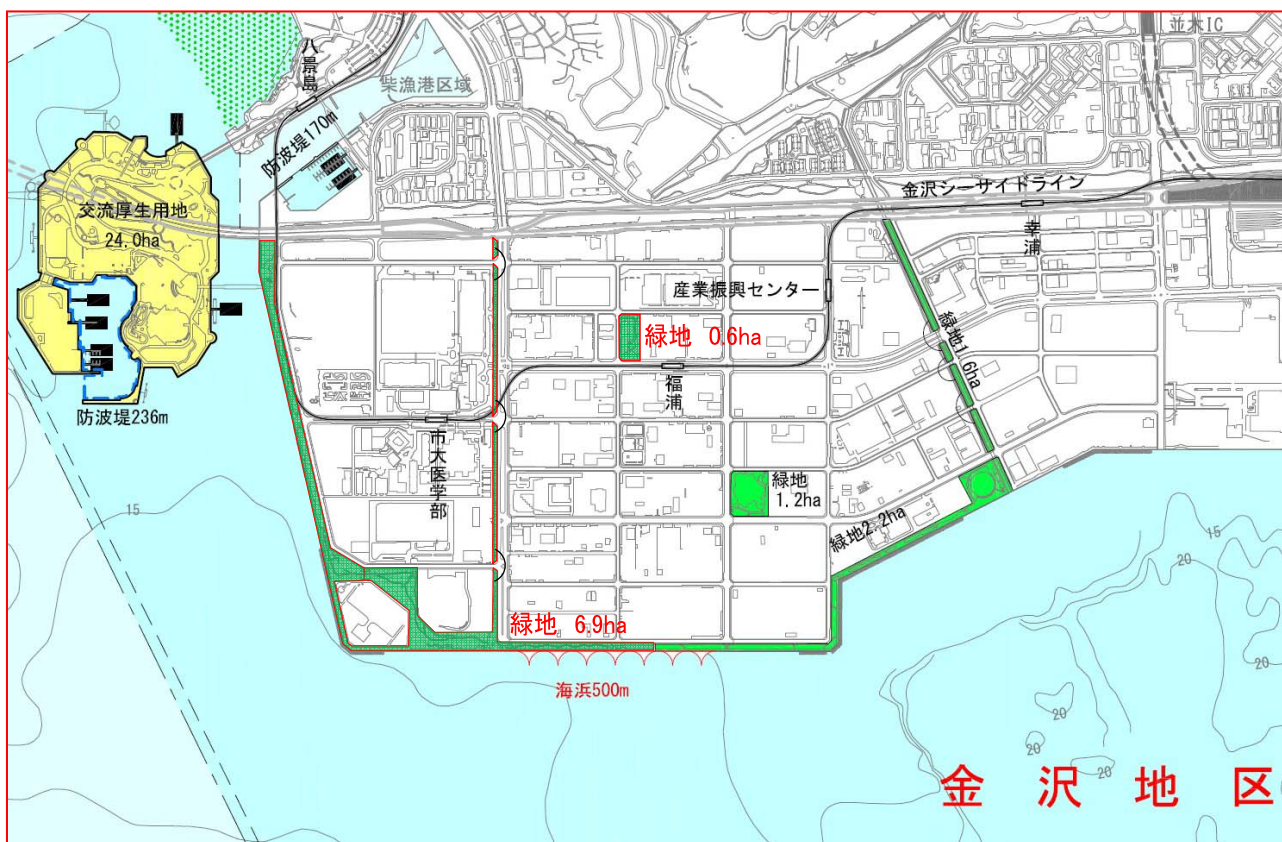 並木IC
八景島
柴漁港区域
防波堤170m
金沢シーサイドライン
交流厚生用地
24.0ha
幸浦
産業振興センター
緑地 0.6ha
緑地1.6ha
福浦
防波堤236m
市大医学部
緑地
1.2ha
緑地2.2ha
15
15
20
20
緑地 6.9ha
海浜500m
20
20
20
20
金沢地区